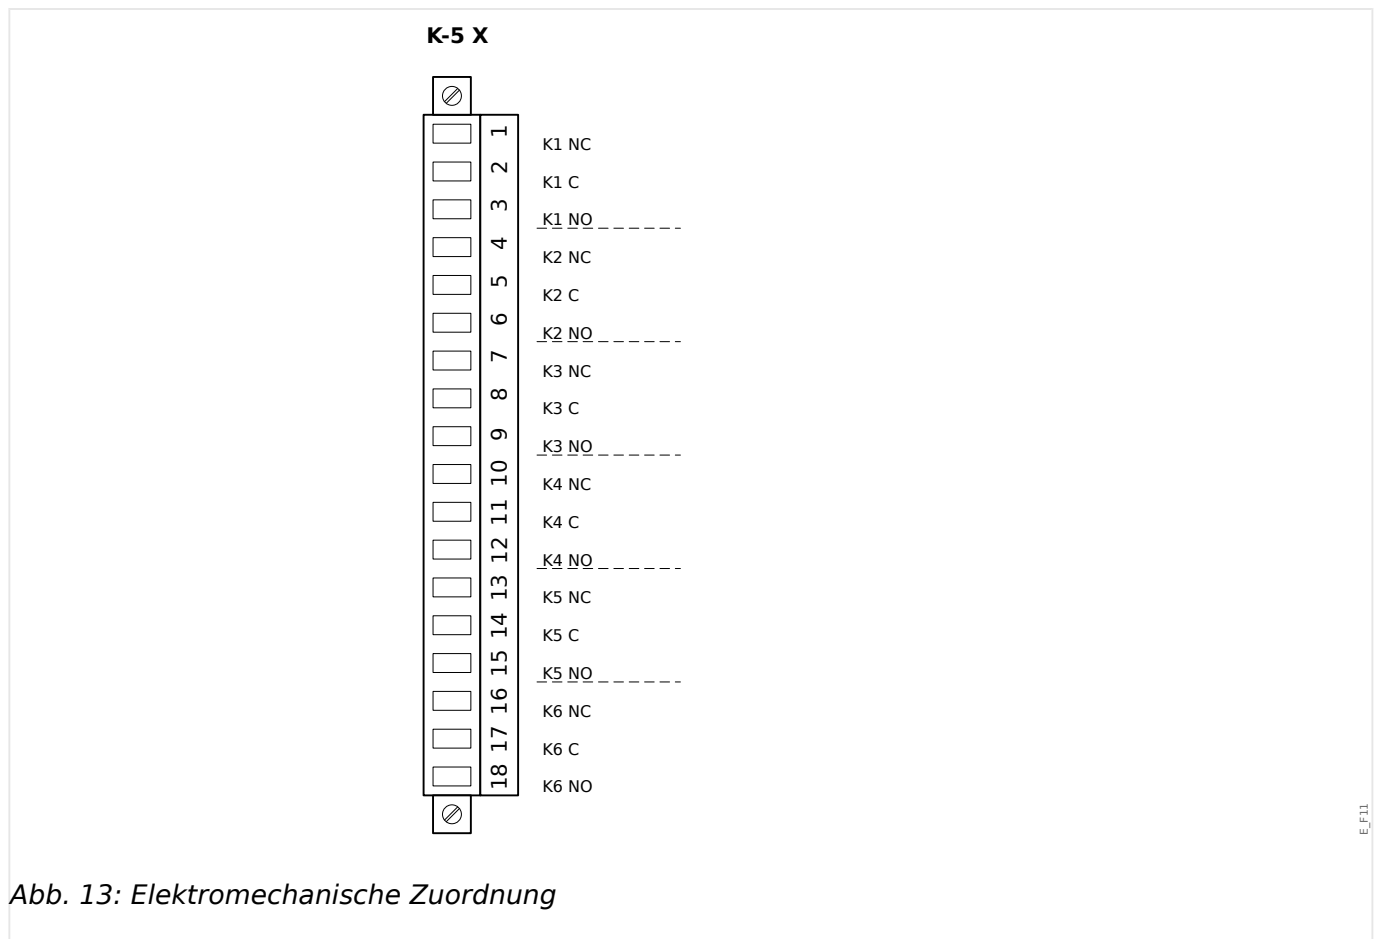 K-5 X
1 K1 NC
2 K1 C
3 K1 NO
4 K2 NC
5 K2 C
6 K2 NO
7 K3 NC
8 K3 C
9 K3 NO
10 K4 NC
11 K4 C
12 K4 NO
13 K5 NC
14 K5 C
15 K5 NO
16 K6 NC
17 K6 C
18 K6 NO
E_F11
Abb. 13: Elektromechanische Zuordnung